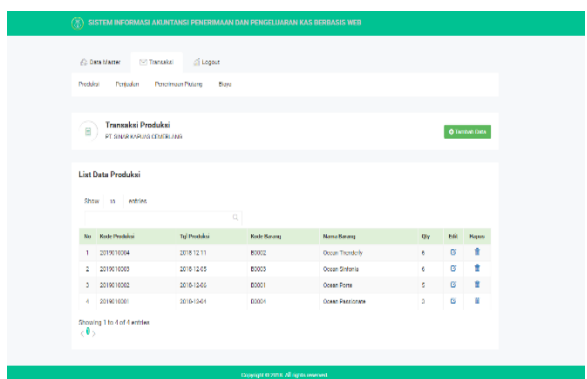 SISTEM INFORMASI AKUNTANSI PENERIMAAN DAN PENGELUARAN KAS BERBASIS WEB
Data Master Transaksi Logout
Produksi Penjualan Penerimaan Piutang Biaya
Transaksi Produksi
PT. SINAR KAPUAS CEMERLANG
Tambah Data
List Data Produksi
Show 10 entries
No Kode Produksi Tgl Produksi Kode Barang Nama Barang Qty Edit Hapus
1 2019010004 2018-12-11 B0002 Ocean 6
2 2019010003 2018-12-05 B0003 Ocean Sinfonia 6
3 2019010002 2018-12-06 B0001 Ocean Porte 5
4 2019010001 2018-12-04 B0004 Ocean Passionate 3
Showing 1 to 4 of 4 entries
Copyright © 2018. All rights reserved.